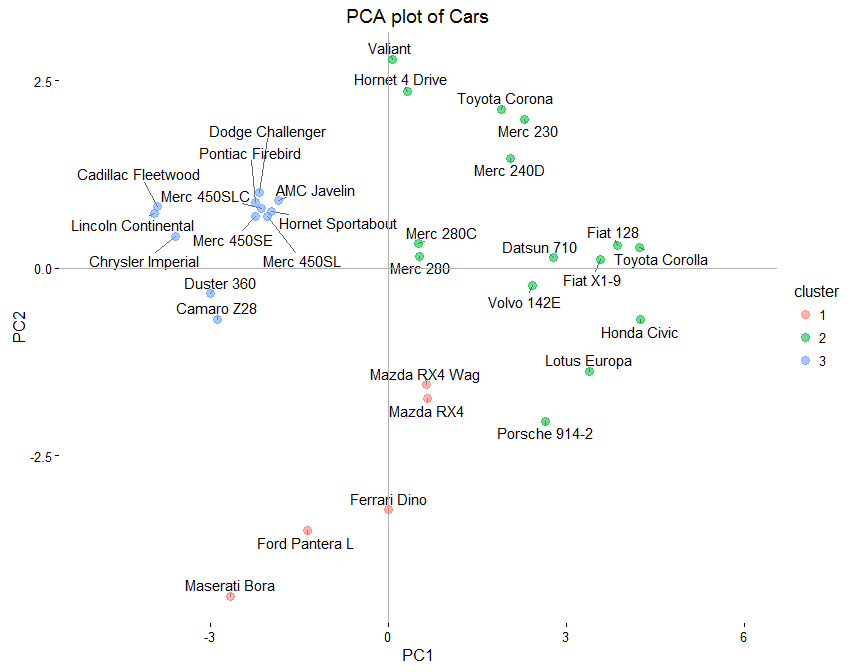 PCA plot of Cars
Valiant
Hornet 4 Drive
2.5
Toyota Corona
Merc 230
Dodge Challenger
Pontiac Firebird
Merc 240D
Cadillac Fleetwood
AMC Javelin
Merc 450SLC
Lincoln Continental
Hornet Sportabout
Merc 450SE
Merc 280C
Fiat 128
Datsun 710
Chrysler Imperial
Merc 450SL
Toyota Corolla
0.0
Merc 280
Duster 360
Fiat X1-9
Camaro Z28
Volvo 142E
Honda Civic
PC2
Lotus Europa
Mazda RX4 Wag
Mazda RX4
Porsche 914-2
-2.5
Ferrari Dino
Ford Pantera L
Maserati Bora
-3
0
3
6
PC1
cluster
1
2
3